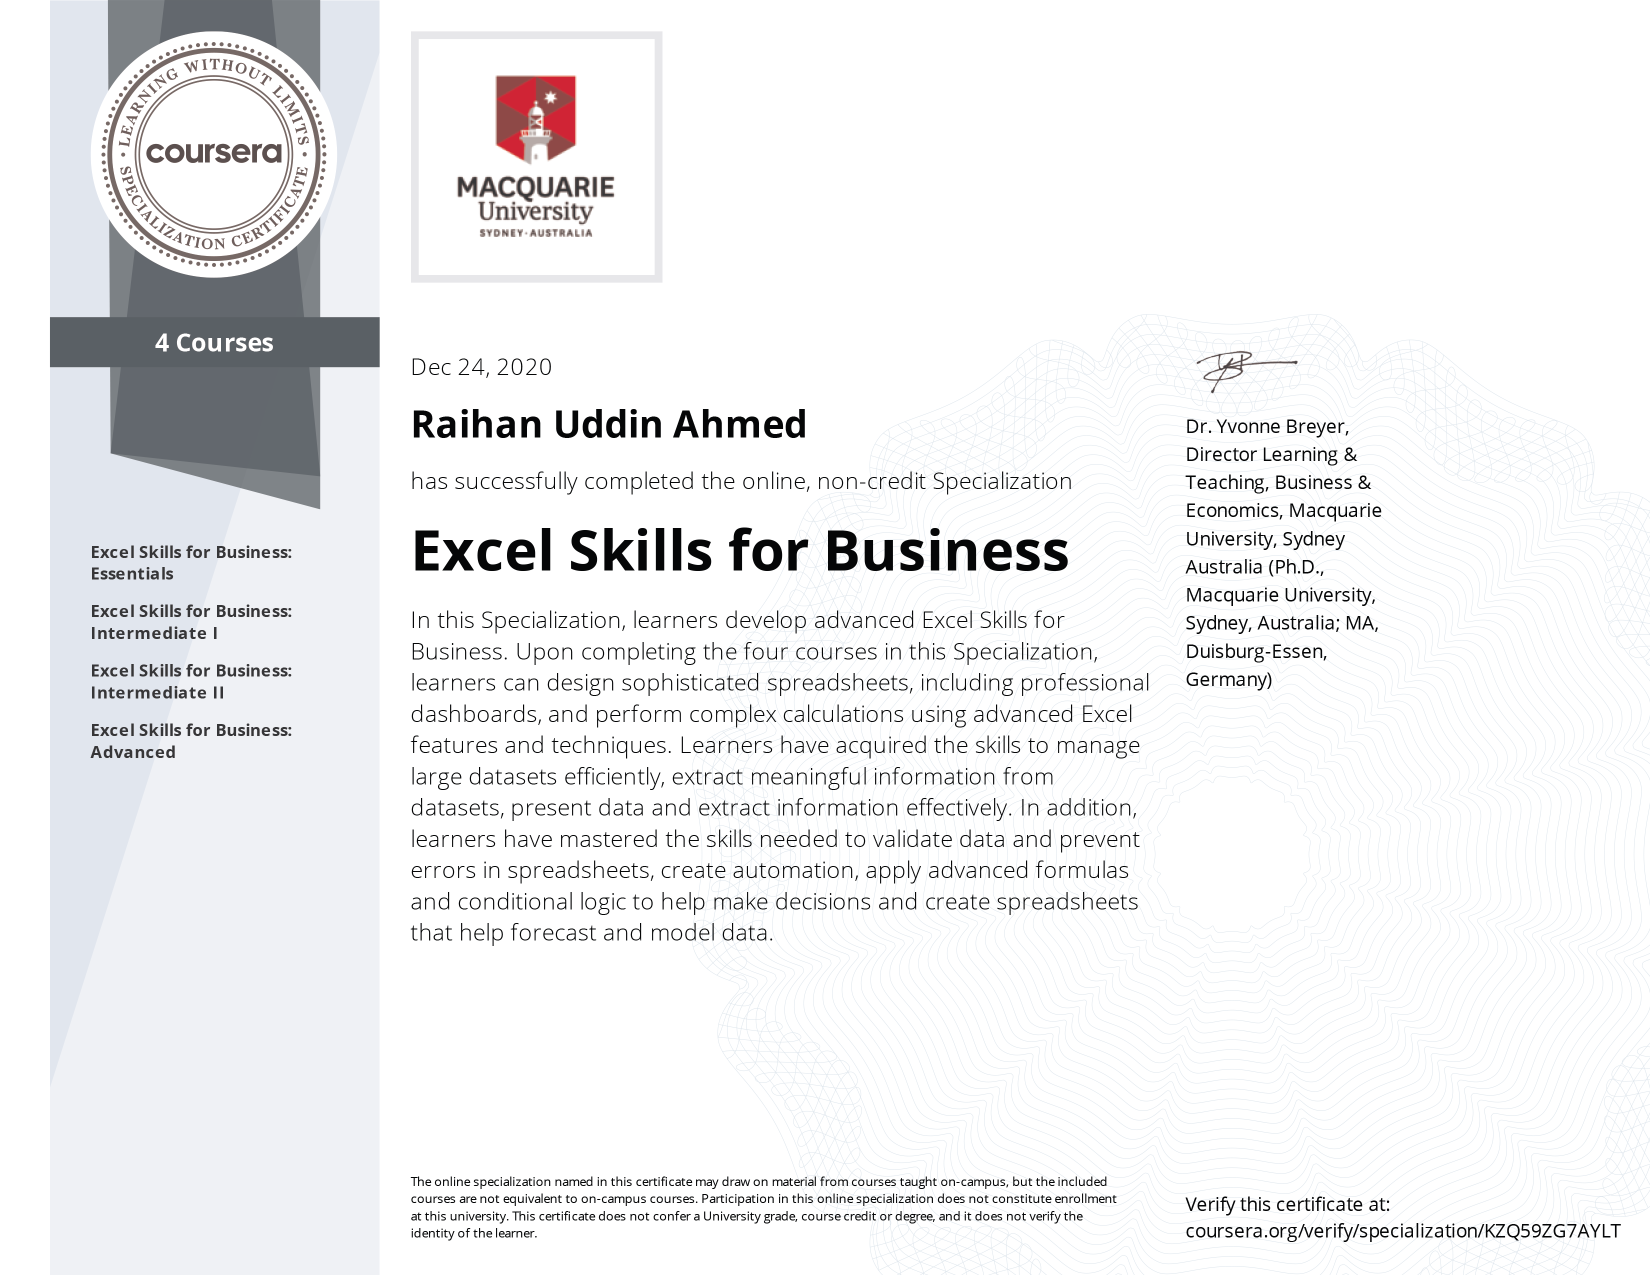 LEARNING WITHOUT LIMITS
coursera
SPECIALIZATION CERTIFICATE
4 Courses
Excel Skills for Business:
Essentials
Excel Skills for Business:
Intermediate I
Excel Skills for Business:
Intermediate II
Excel Skills for Business:
Advanced
MACQUARIE
University
SYDNEY·AUSTRALIA
Dec 24, 2020
Raihan Uddin Ahmed
has successfully completed the online, non-credit Specialization
Excel Skills for Business
In this Specialization, learners develop advanced Excel Skills for
Business. Upon completing the four courses in this Specialization,
learners can design sophisticated spreadsheets, including professional
dashboards, and perform complex calculations using advanced Excel
features and techniques. Learners have acquired the skills to manage
large datasets efficiently, extract meaningful information from
datasets, present data and extract information effectively. In addition,
learners have mastered the skills needed to validate data and prevent
errors in spreadsheets, create automation, apply advanced formulas
and conditional logic to help make decisions and create spreadsheets
that help forecast and model data.
Dr. Yvonne Breyer,
Director Learning &
Teaching, Business &
Economics, Macquarie
University, Sydney
Australia (Ph.D.,
Macquarie University,
Sydney, Australia; MA,
Duisburg-Essen,
Germany)
The online specialization named in this certificate may draw on material from courses taught on-campus, but the included
courses are not equivalent to on-campus courses. Participation in this online specialization does not constitute enrollment
at this university. This certificate does not confer a University grade, course credit or degree, and it does not verify the
identity of the learner.
Verify this certificate at:
coursera.org/verify/specialization/KZQ59ZG7AYLT